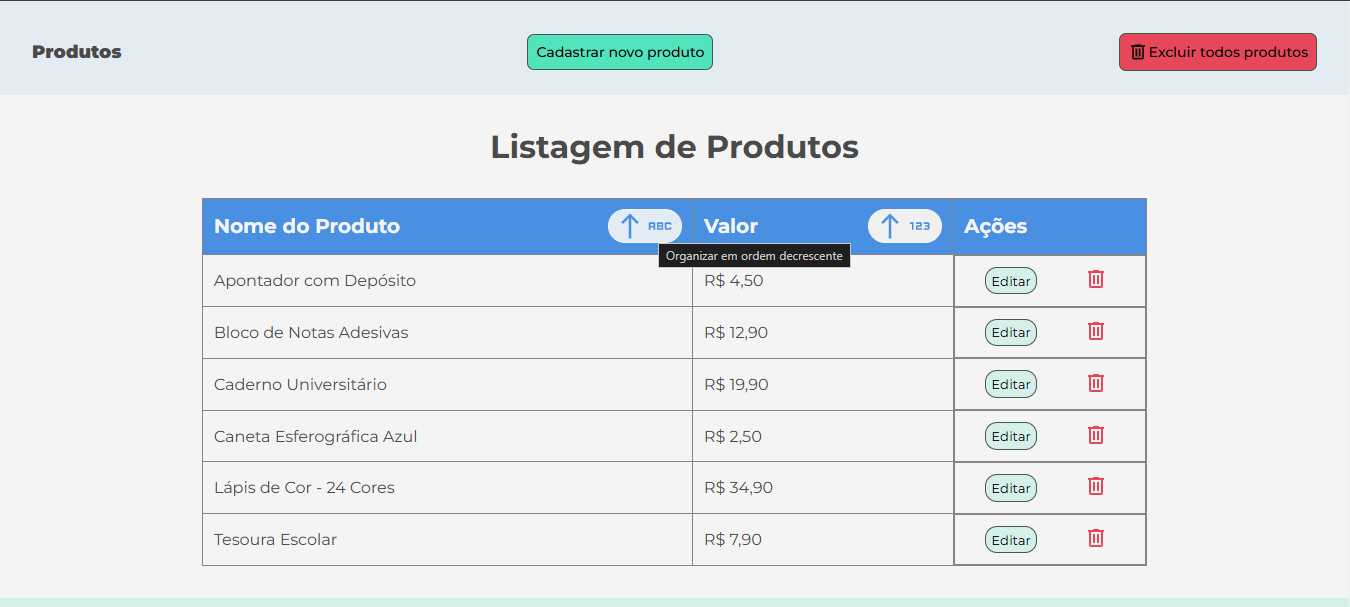 Produtos
Cadastrar novo produto
Excluir todos produtos
Listagem de Produtos
Nome do Produto ABC Valor 123 Ações
Organizar em ordem decrescente
Apontador com Depósito R$ 4,50 Editar
Bloco de Notas Adesivas R$ 12,90 Editar
Caderno Universitário R$ 19,90 Editar
Caneta Esferográfica Azul R$ 2,50 Editar
Lápis de Cor - 24 Cores R$ 34,90 Editar
Tesoura Escolar R$ 7,90 Editar